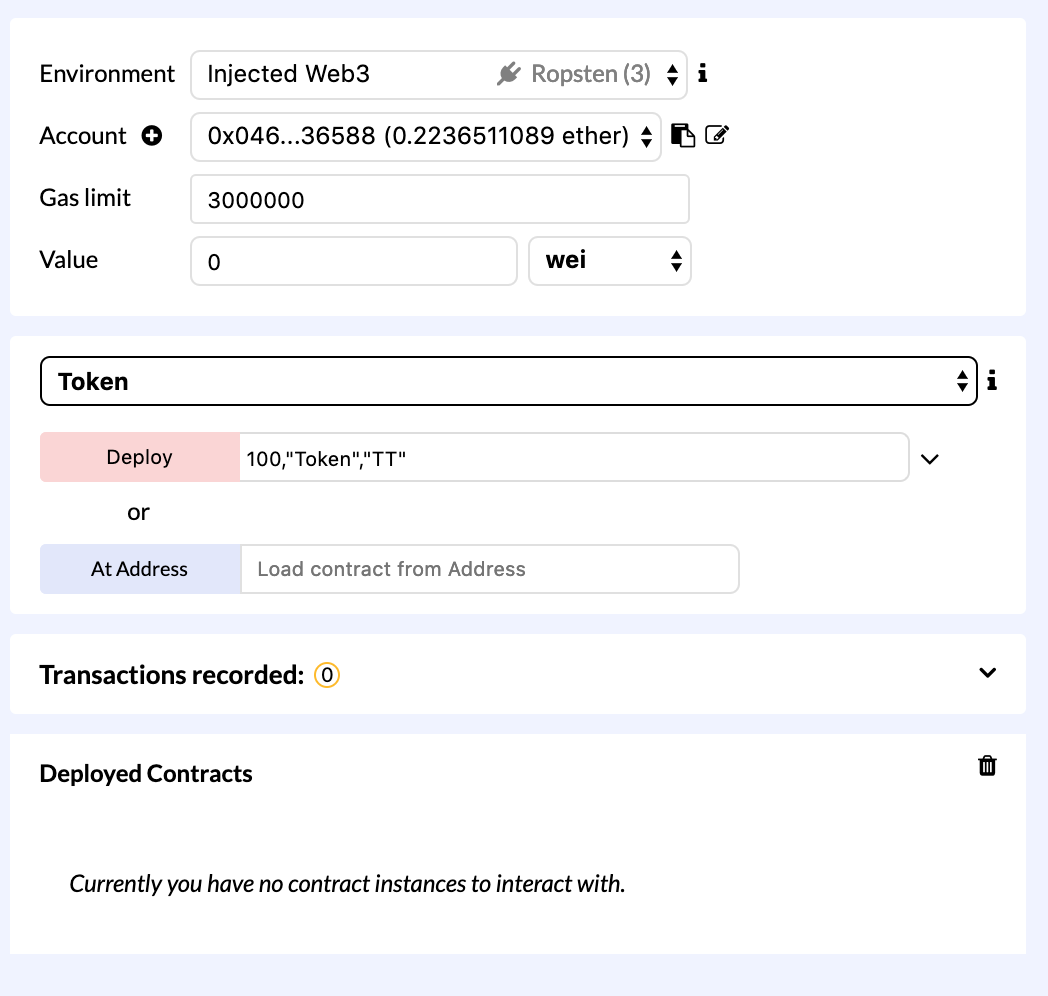 Environment Injected Web3 Ropsten (3)
Account 0x046...36588 (0.2236511089 ether)
Gas limit 3000000
Value 0 wei
Token
Deploy 100,"Token","TT"
or
At Address Load contract from Address
Transactions recorded: 0
Deployed Contracts
Currently you have no contract instances to interact with.